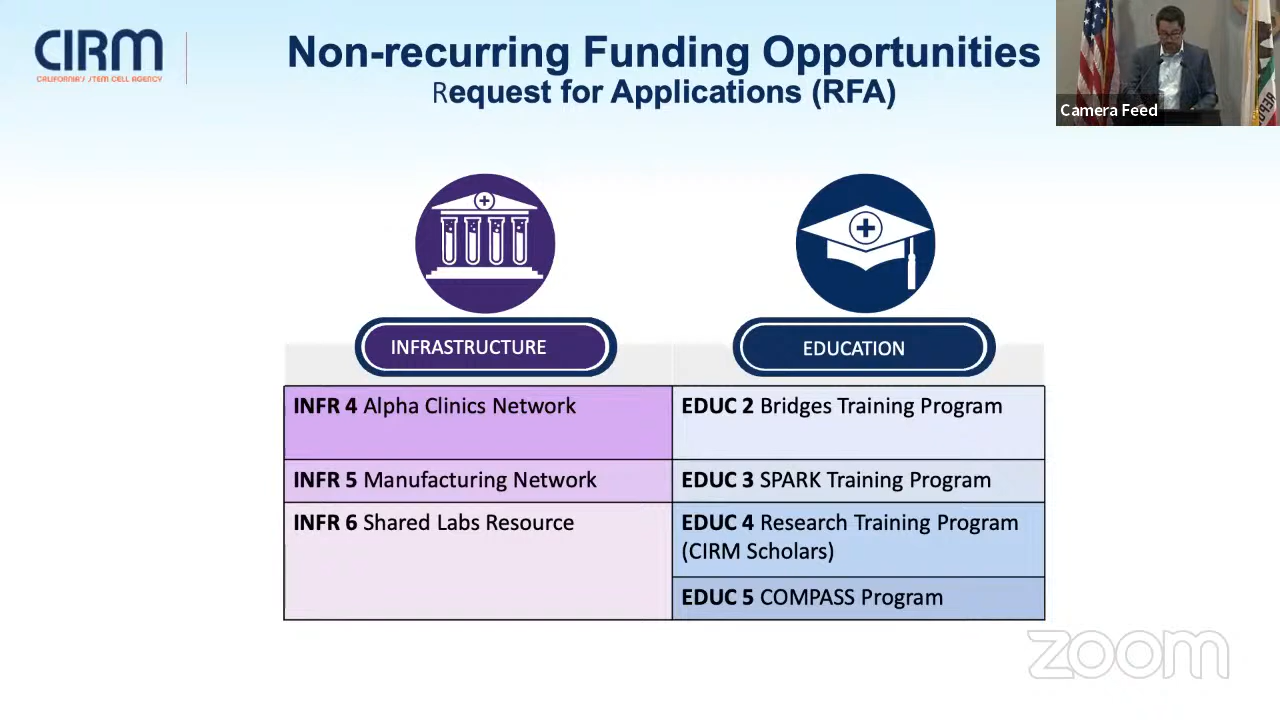 CIRM
CALIFORNIA'S STEM CELL AGENCY
Non-recurring Funding Opportunities
Request for Applications (RFA)
Camera Feed
INFRASTRUCTURE
EDUCATION
INFR 4 Alpha Clinics Network
EDUC 2 Bridges Training Program
INFR 5 Manufacturing Network
EDUC 3 SPARK Training Program
INFR 6 Shared Labs Resource
EDUC 4 Research Training Program
(CIRM Scholars)
EDUC 5 COMPASS Program
zoom